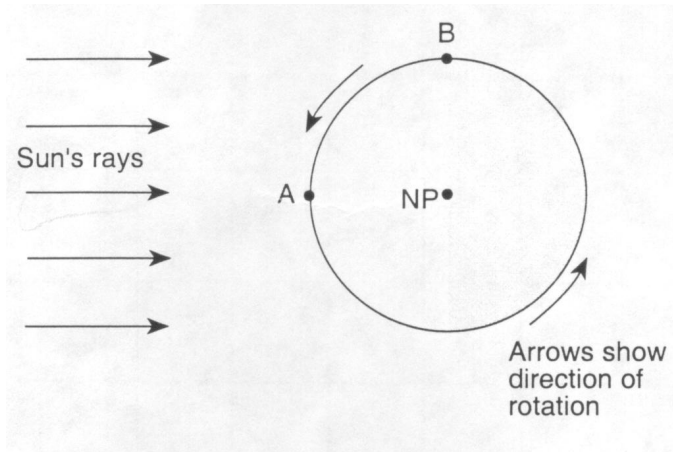 B
Sun's rays
A
NP
Arrows show
direction of
rotation